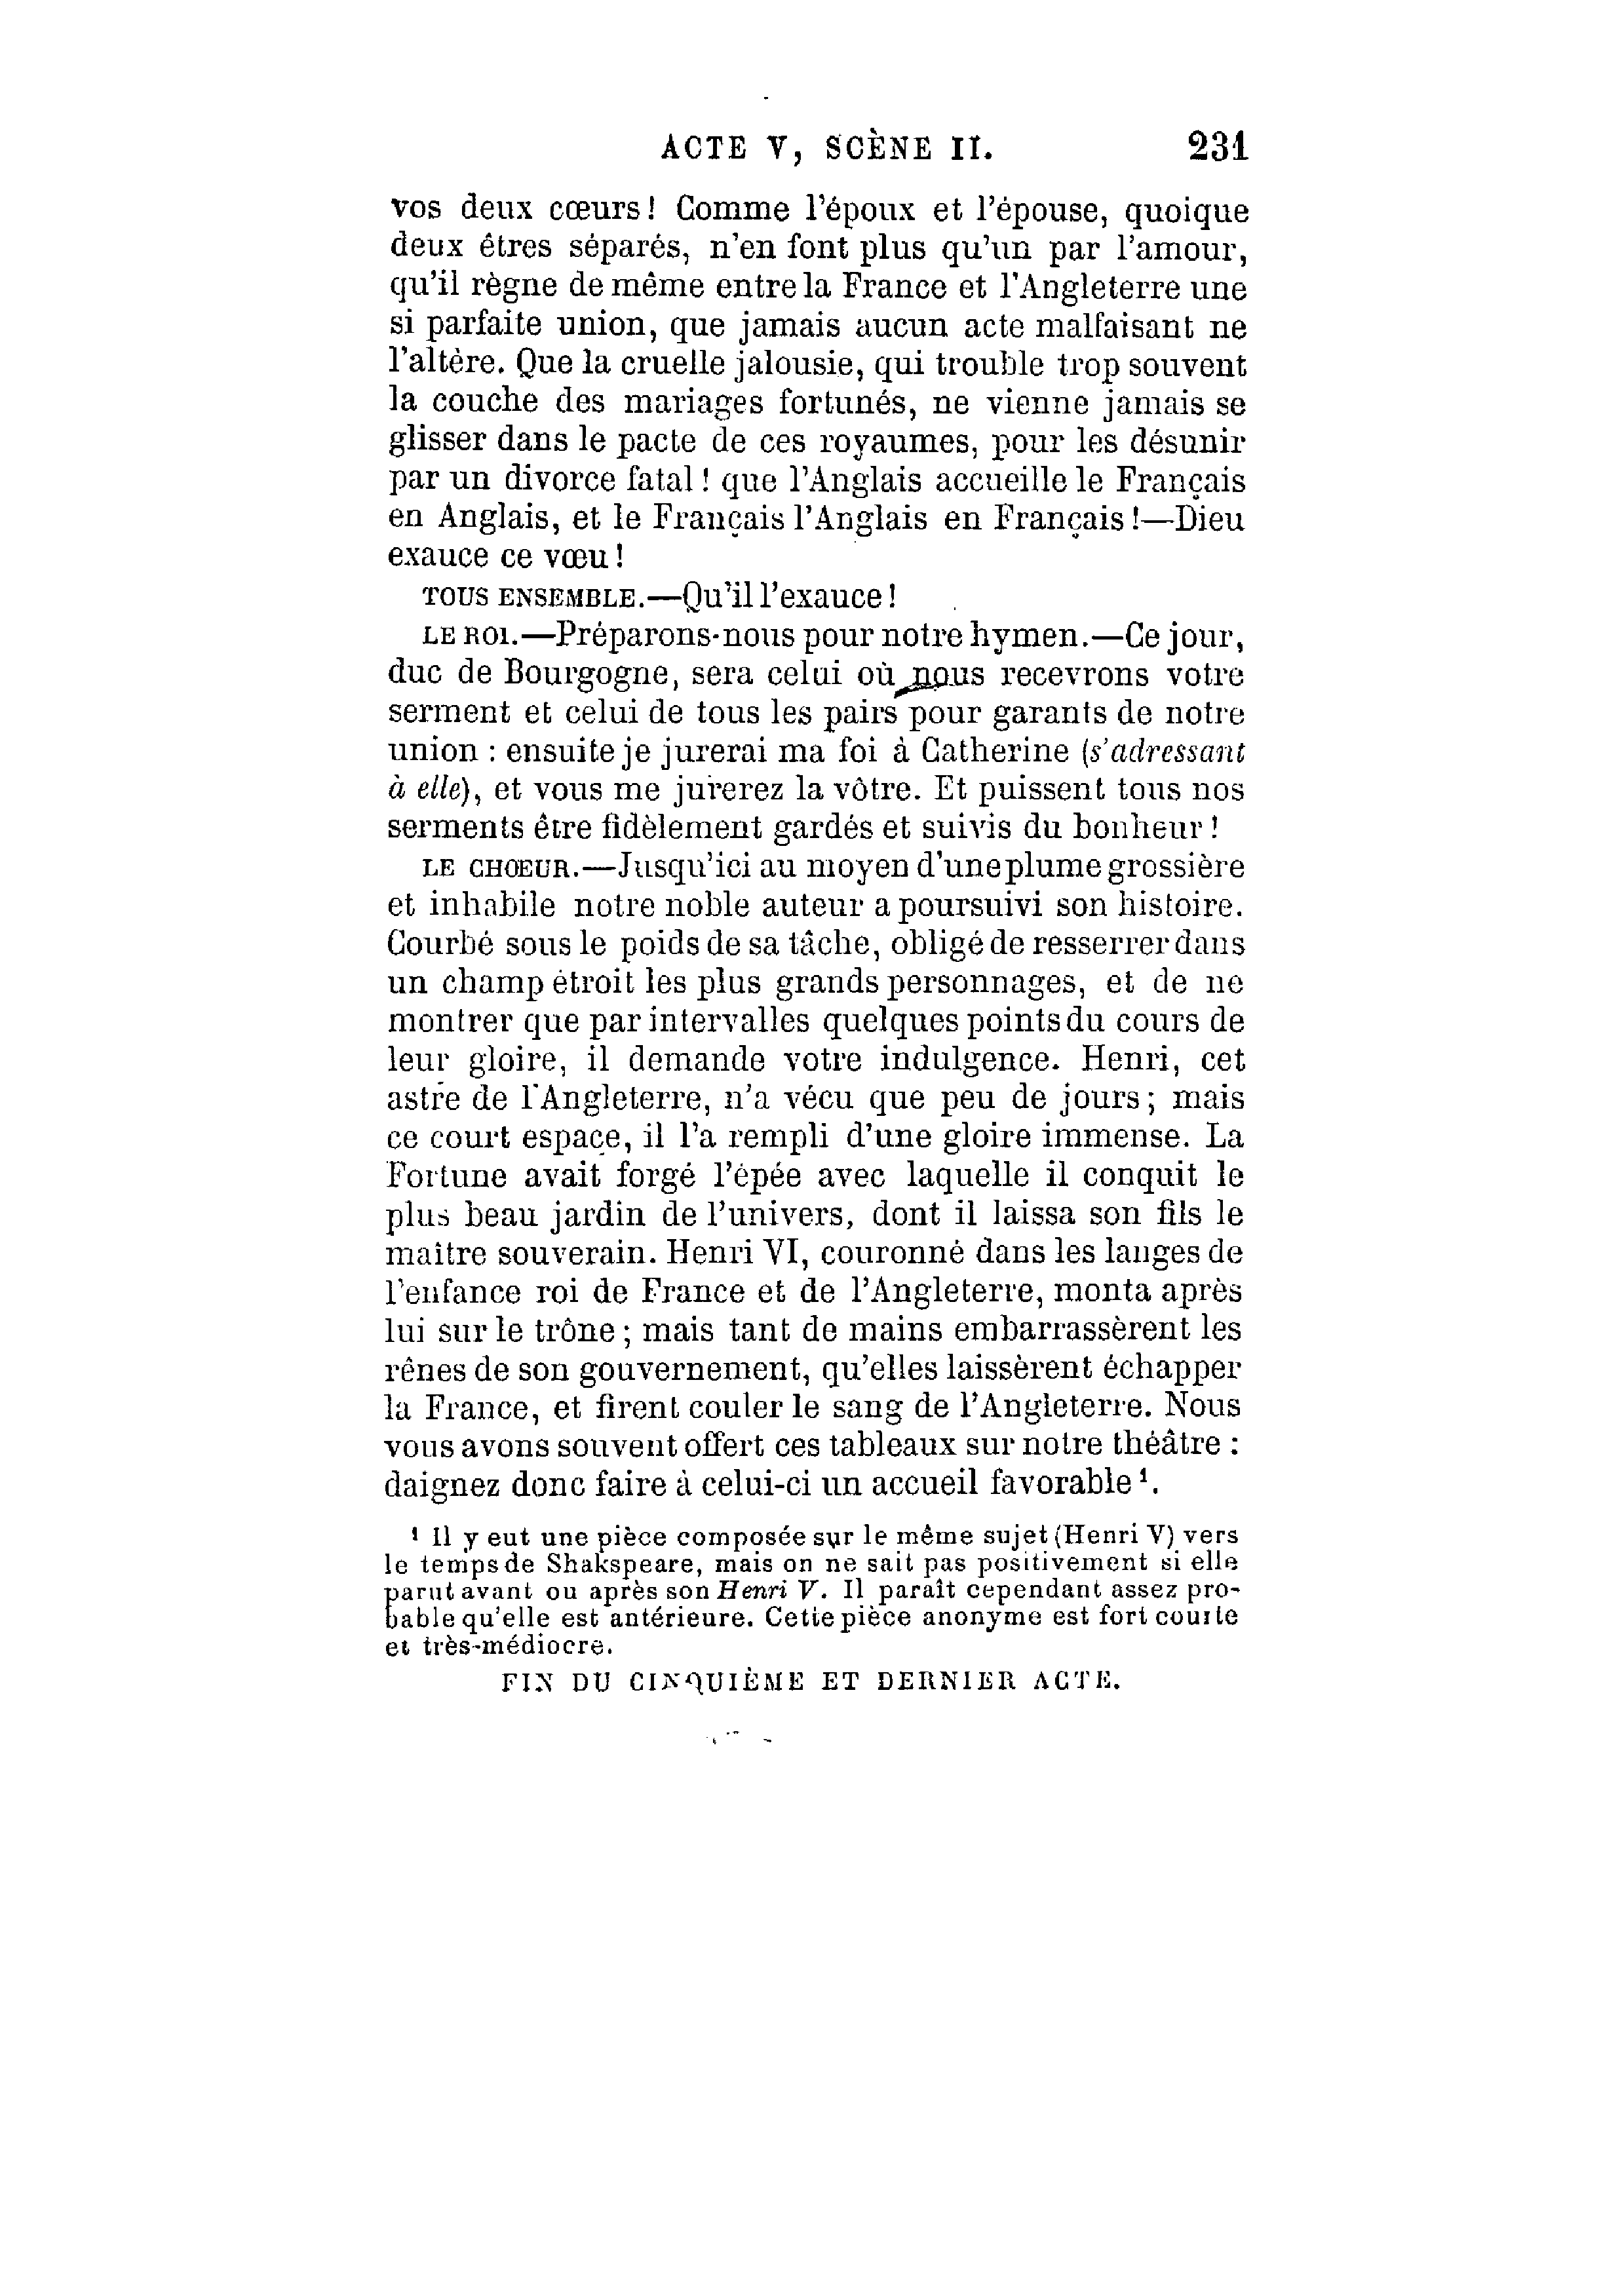 ACTE V, SCÈNE II. 231
vos deux cœurs! Comme l'époux et l'épouse, quoique
deux êtres séparés, n'en font plus qu'un par l'amour,
qu'il règne de même entre la France et l'Angleterre une
si parfaite union, que jamais aucun acte malfaisant ne
l'altère. Que la cruelle jalousie, qui trouble trop souvent
la couche des mariages fortunés, ne vienne jamais se
glisser dans le pacte de ces royaumes, pour les désunir
par un divorce fatal! que l'Anglais accueille le Français
en Anglais, et le Français l'Anglais en Français!—Dieu
exauce ce vœu!
TOUS ENSEMBLE.—Qu'il l'exauce!
LE ROI.—Préparons-nous pour notre hymen.—Ce jour,
duc de Bourgogne, sera celui où nous recevrons votre
serment et celui de tous les pairs pour garants de notre
union : ensuite je jurerai ma foi à Catherine (s'adressant
à elle), et vous me jurerez la vôtre. Et puissent tous nos
serments être fidèlement gardés et suivis du bonheur!
LE CHŒUR.—Jusqu'ici au moyen d'une plume grossière
et inhabile notre noble auteur a poursuivi son histoire.
Courbé sous le poids de sa tâche, obligé de resserrer dans
un champ étroit les plus grands personnages, et de ne
montrer que par intervalles quelques points du cours de
leur gloire, il demande votre indulgence. Henri, cet
astre de l'Angleterre, n'a vécu que peu de jours; mais
ce court espace, il l'a rempli d'une gloire immense. La
Fortune avait forgé l'épée avec laquelle il conquit le
plus beau jardin de l'univers, dont il laissa son fils le
maître souverain. Henri VI, couronné dans les langes de
l'enfance roi de France et de l'Angleterre, monta après
lui sur le trône; mais tant de mains embarrassèrent les
rênes de son gouvernement, qu'elles laissèrent échapper
la France, et firent couler le sang de l'Angleterre. Nous
vous avons souvent offert ces tableaux sur notre théâtre :
daignez donc faire à celui-ci un accueil favorable¹.
¹ Il y eut une pièce composée sur le même sujet (Henri V) vers
le temps de Shakspeare, mais on ne sait pas positivement si elle
parut avant ou après son Henri V. Il paraît cependant assez pro-
bable qu'elle est antérieure. Cette pièce anonyme est fort courte
et très-médiocre.
FIN DU CINQUIÈME ET DERNIER ACTE.